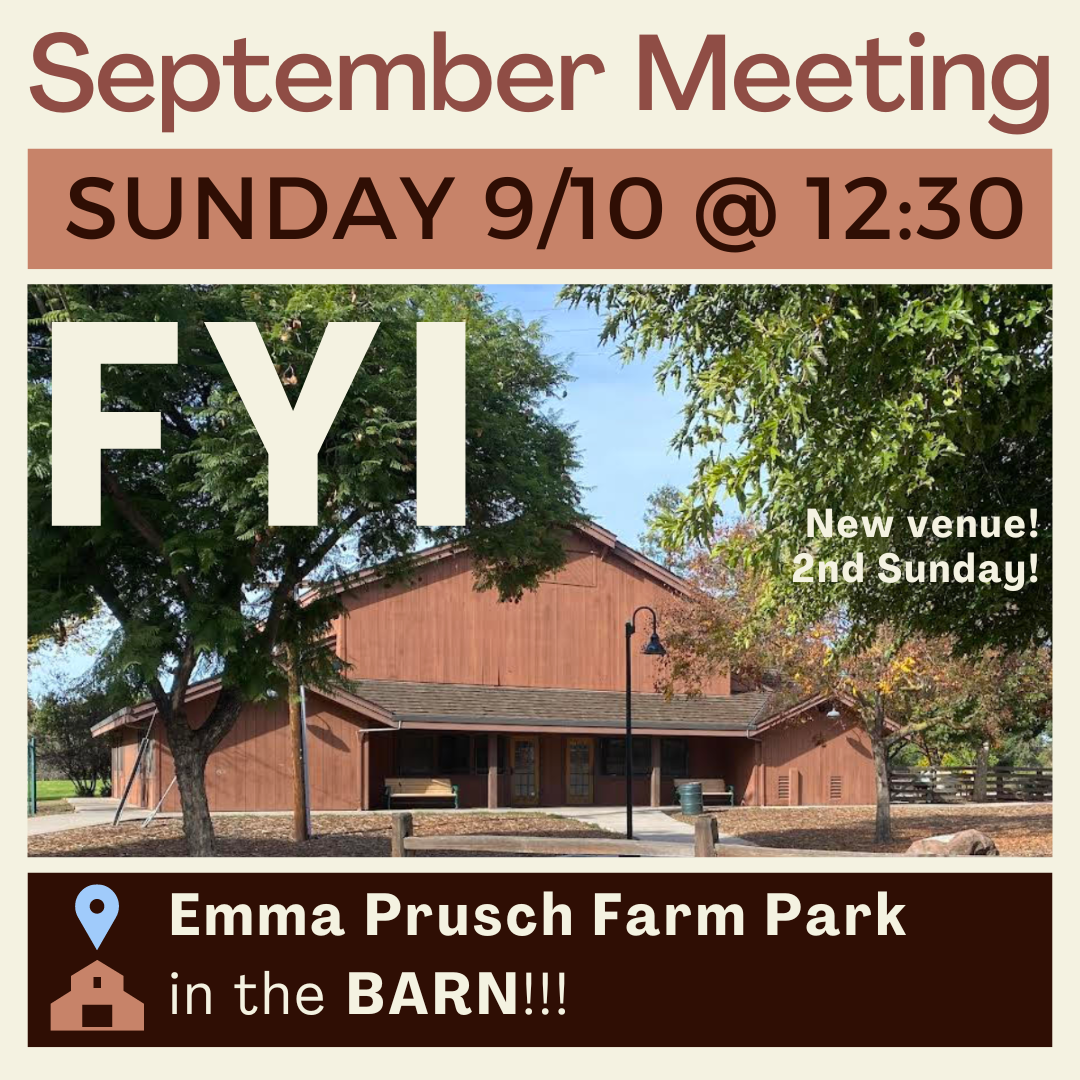 September Meeting
SUNDAY 9/10 @ 12:30
FYI
New venue!
2nd Sunday!
Emma Prusch Farm Park
in the BARN!!!